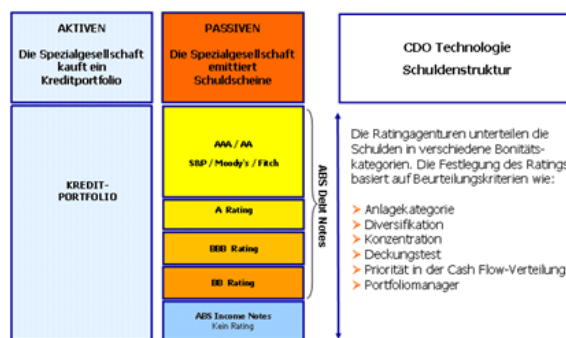 AKTIVEN
Die Spezialgesellschaft
kauft ein
Kreditportfolio
PASSIVEN
Die Spezialgesellschaft
emittiert
Schuldscheine
CDO Technologie
Schuldenstruktur
KREDIT-
PORTFOLIO
AAA / AA
S&P / Moody's / Fitch
A Rating
BBB Rating
BB Rating
ABS Income Notes
Kein Rating
ABS Debt Notes
Die Ratingagenturen unterteilen die
Schulden in verschiedene Bonitäts-
kategorien. Die Festlegung des Ratings
basiert auf Beurteilungskriterien wie:
➤ Anlagekategorie
➤ Diversifikation
➤ Konzentration
➤ Deckungstest
➤ Priorität in der Cash Flow-Verteilung
➤ Portfoliomanager